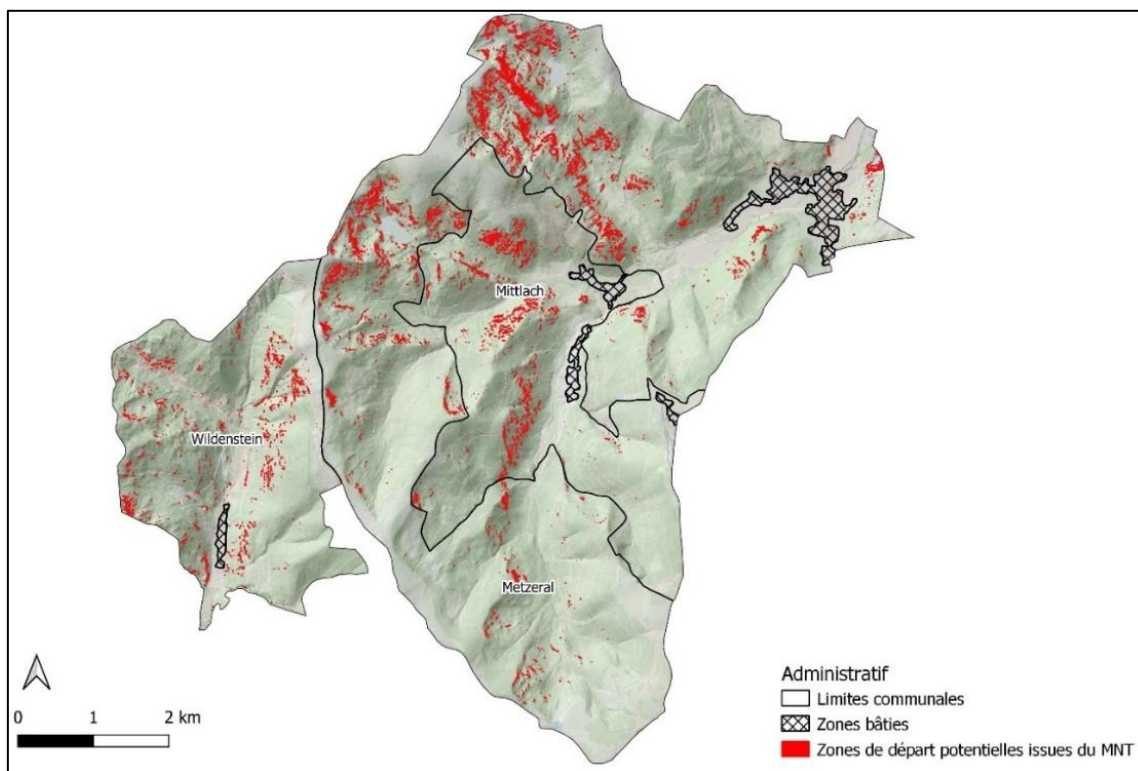 Mittlach
Wildenstein
Metzeral
0 1 2 km
Administratif
Limites communales
Zones bâties
Zones de départ potentielles issues du MNT